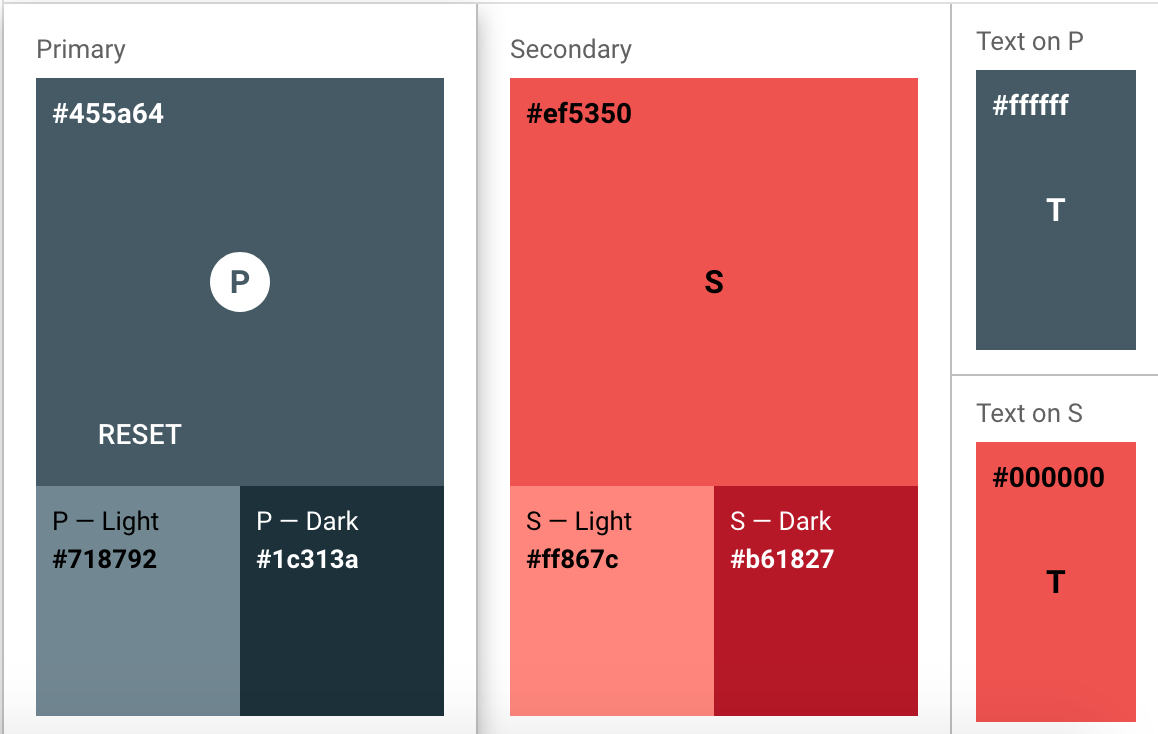 Primary
#455a64
P
RESET
P — Light
#718792
P — Dark
#1c313a
Secondary
#ef5350
S
S — Light
#ff867c
S — Dark
#b61827
Text on P
#ffffff
T
Text on S
#000000
T